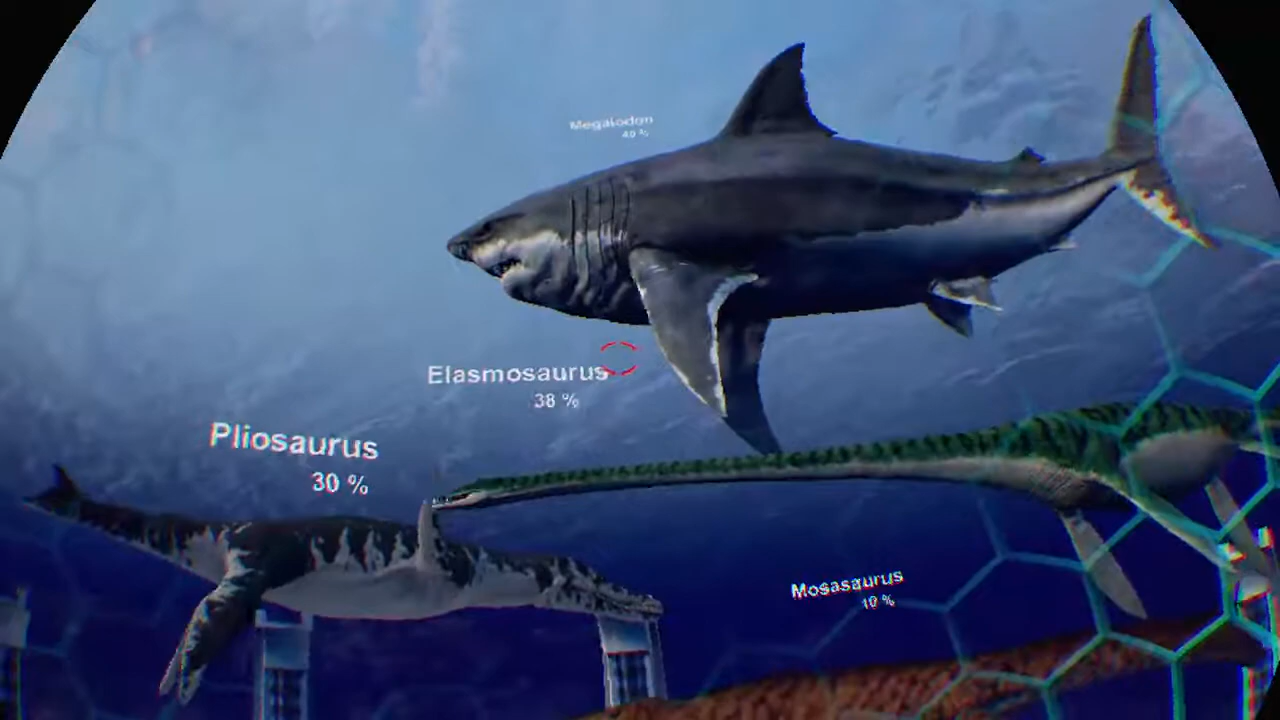 Megalodon
40 %
Elasmosaurus
38 %
Pliosaurus
30 %
Mosasaurus
10 %